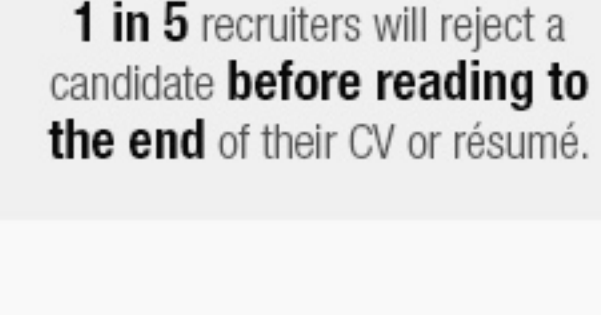 1 in 5 recruiters will reject a
candidate before reading to
the end of their CV or résumé.